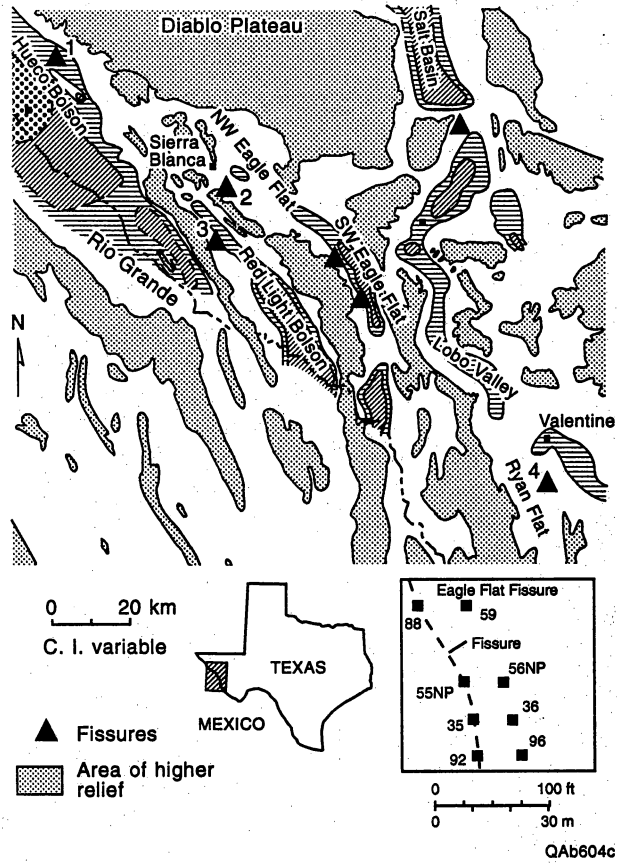 Diablo Plateau
Salt Basin
1
Hueco Bolson
NW Eagle Flat
Sierra
Blanca
2
3
SW Eagle Flat
Rio Grande
Red Light Bolson
N
Lobo Valley
Valentine
4
Ryan Flat
0 20 km
C. I. variable
TEXAS
MEXICO
Fissures
Area of higher
relief
Eagle Flat Fissure
88 59
Fissure
56NP
55NP
36
35
96
92
0 100 ft
0 30 m
QAb604c